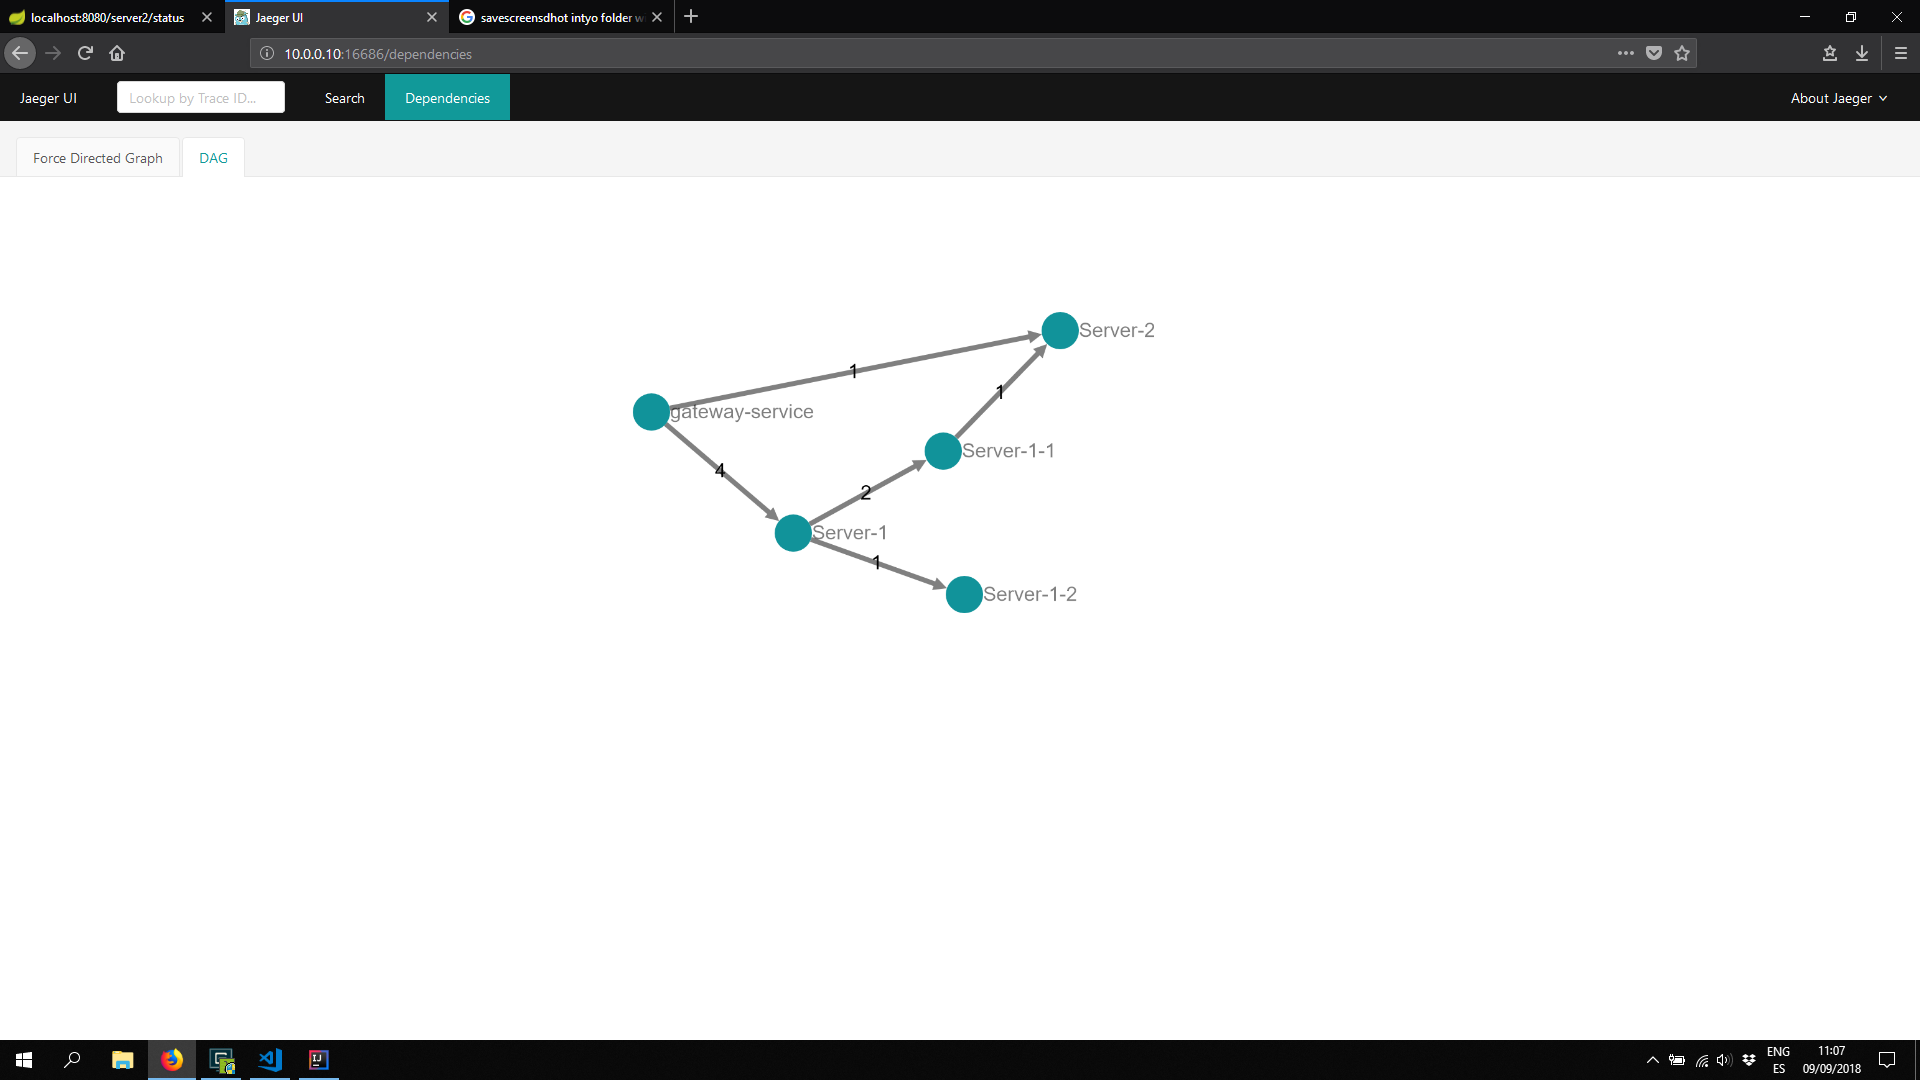 localhost:8080/server2/status
Jaeger UI
savescreensdhot intyo folder w
10.0.0.10:16686/dependencies
Jaeger UI
Lookup by Trace ID...
Search
Dependencies
About Jaeger
Force Directed Graph
DAG
Server-2
1
1
gateway-service
Server-1-1
4
2
Server-1
1
Server-1-2
ENG
ES
11:07
09/09/2018